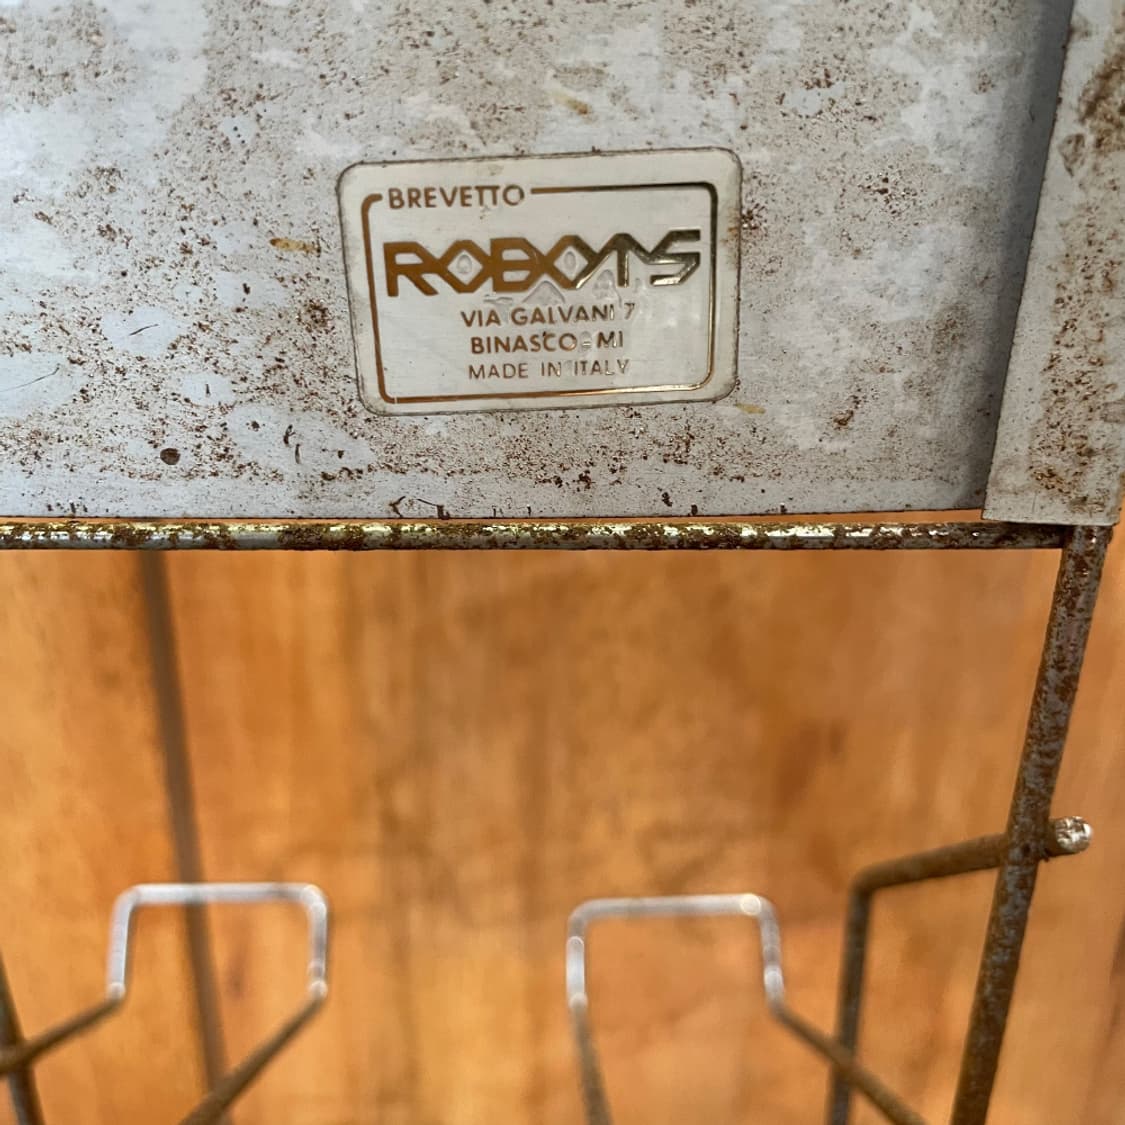 BREVETTO
ROBOTS
VIA GALVANI 7
BINASCO - MI
MADE IN ITALY